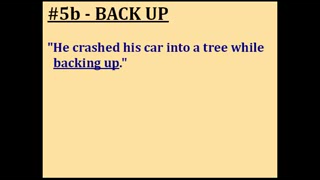 #5b - BACK UP
"He crashed his car into a tree while
backing up."